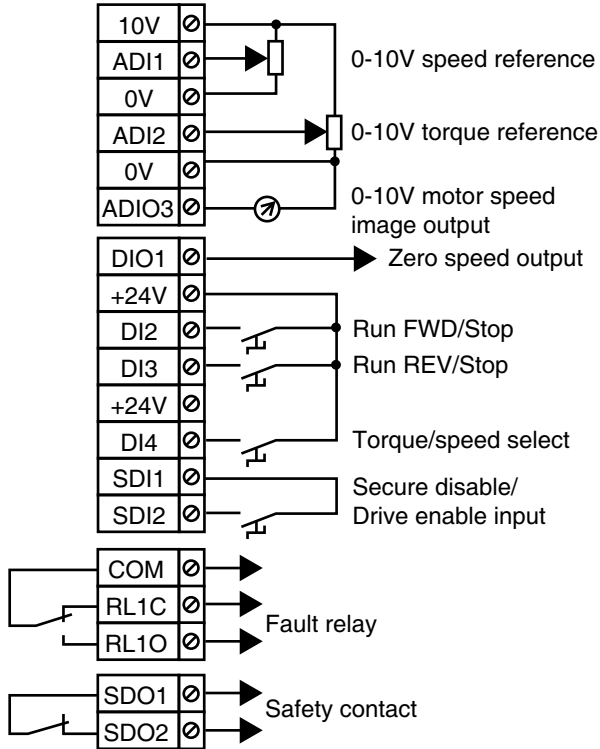 10V
ADI1
0-10V speed reference
0V
ADI2
0-10V torque reference
0V
ADIO3
0-10V motor speed
image output
DIO1
Zero speed output
+24V
DI2
Run FWD/Stop
DI3
Run REV/Stop
+24V
DI4
Torque/speed select
SDI1
Secure disable/
SDI2
Drive enable input
COM
RL1C
Fault relay
RL1O
SDO1
Safety contact
SDO2